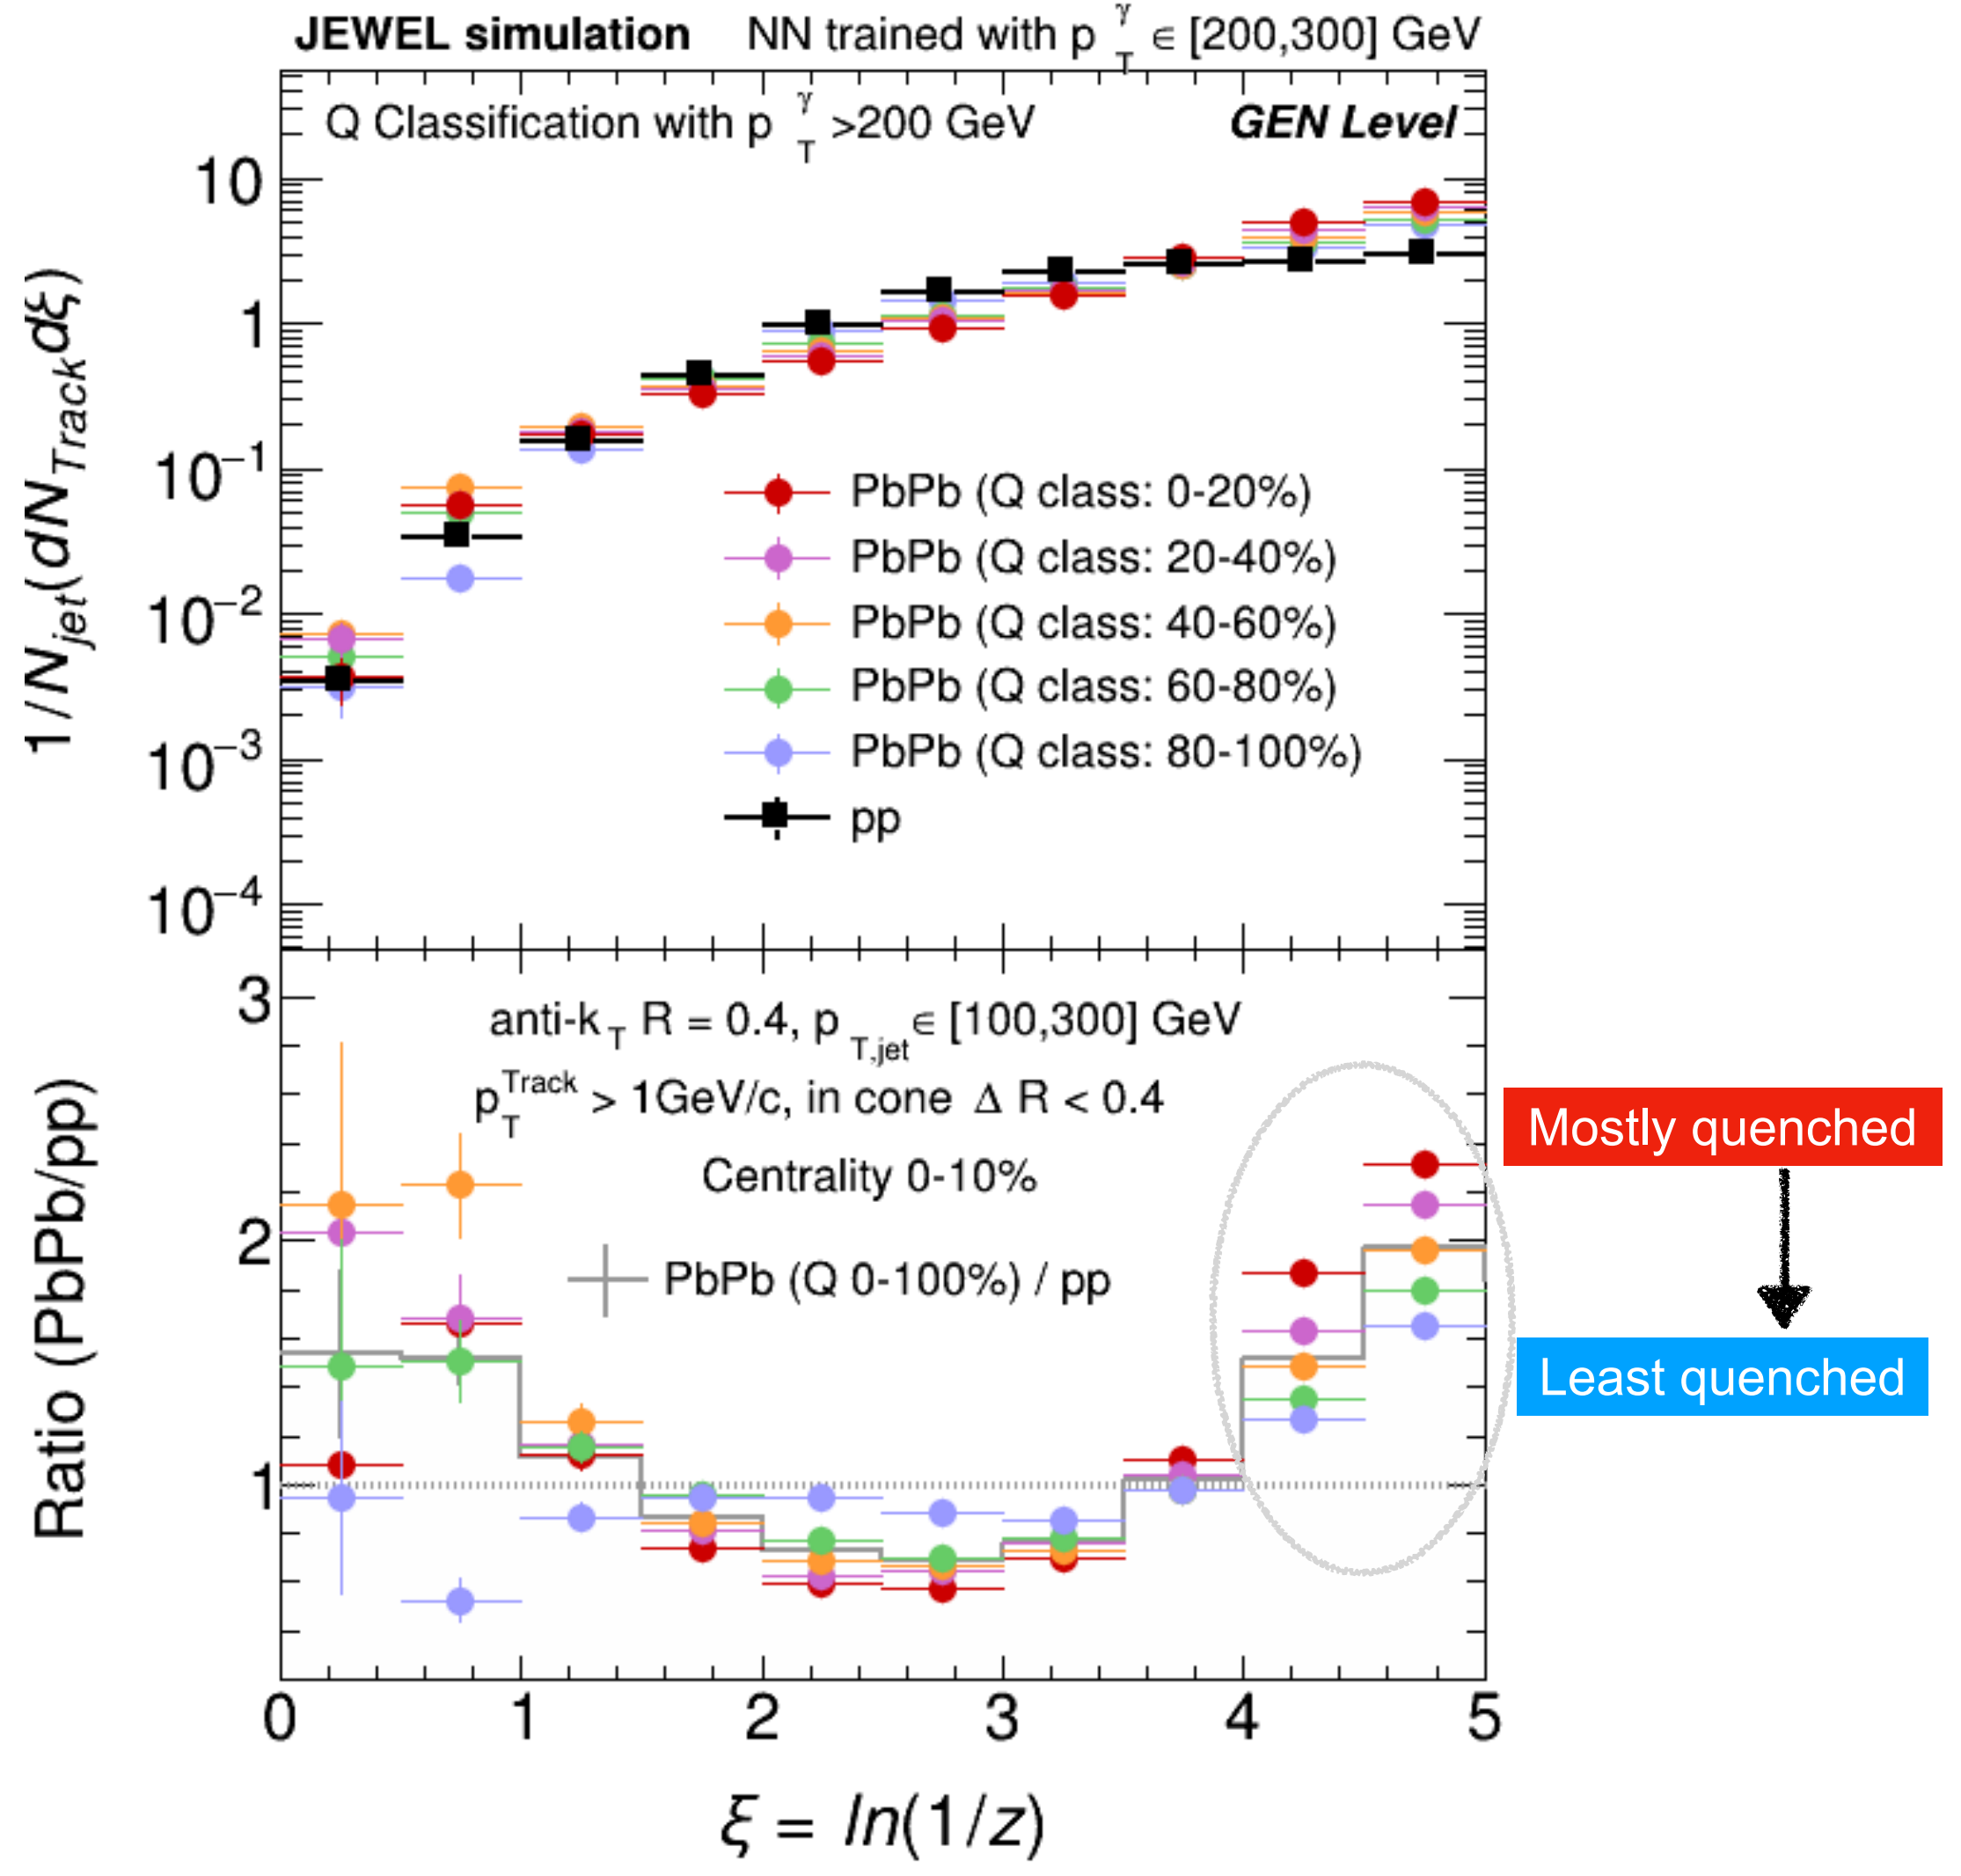 JEWEL simulation NN trained with p_T^γ ∈ [200,300] GeV
Q Classification with p_T^γ >200 GeV GEN Level
10
1
10⁻¹
10⁻²
10⁻³
10⁻⁴
1/N_jet(dN_Track dξ)
PbPb (Q class: 0-20%)
PbPb (Q class: 20-40%)
PbPb (Q class: 40-60%)
PbPb (Q class: 60-80%)
PbPb (Q class: 80-100%)
pp
3
2
1
Ratio (PbPb/pp)
anti-k_T R = 0.4, p_T,jet ∈ [100,300] GeV
p_T^Track > 1GeV/c, in cone Δ R < 0.4
Centrality 0-10%
PbPb (Q 0-100%) / pp
Mostly quenched
Least quenched
0 1 2 3 4 5
ξ = ln(1/z)